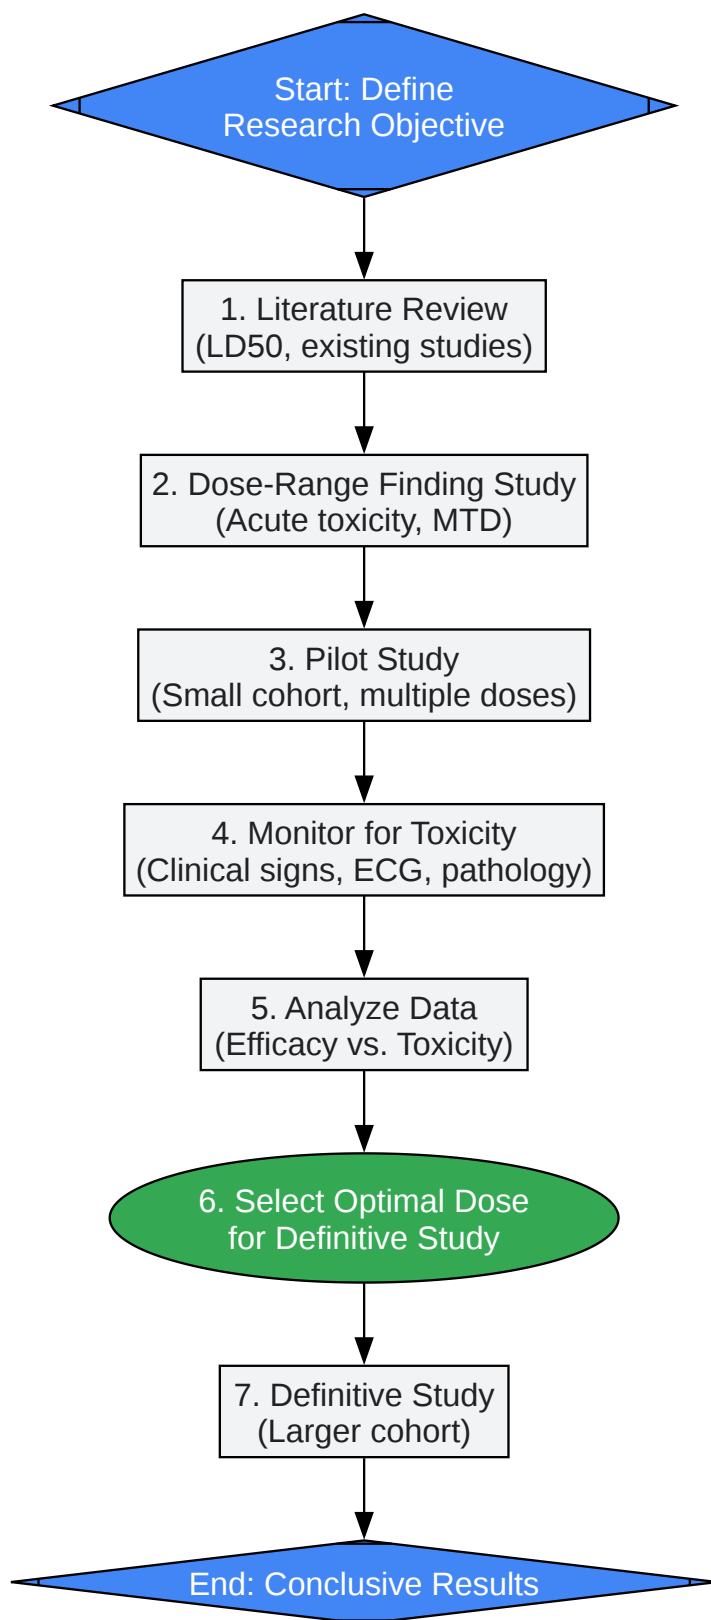 Start: Define
Research Objective
1. Literature Review
(LD50, existing studies)
2. Dose-Range Finding Study
(Acute toxicity, MTD)
3. Pilot Study
(Small cohort, multiple doses)
4. Monitor for Toxicity
(Clinical signs, ECG, pathology)
5. Analyze Data
(Efficacy vs. Toxicity)
6. Select Optimal Dose
for Definitive Study
7. Definitive Study
(Larger cohort)
End: Conclusive Results